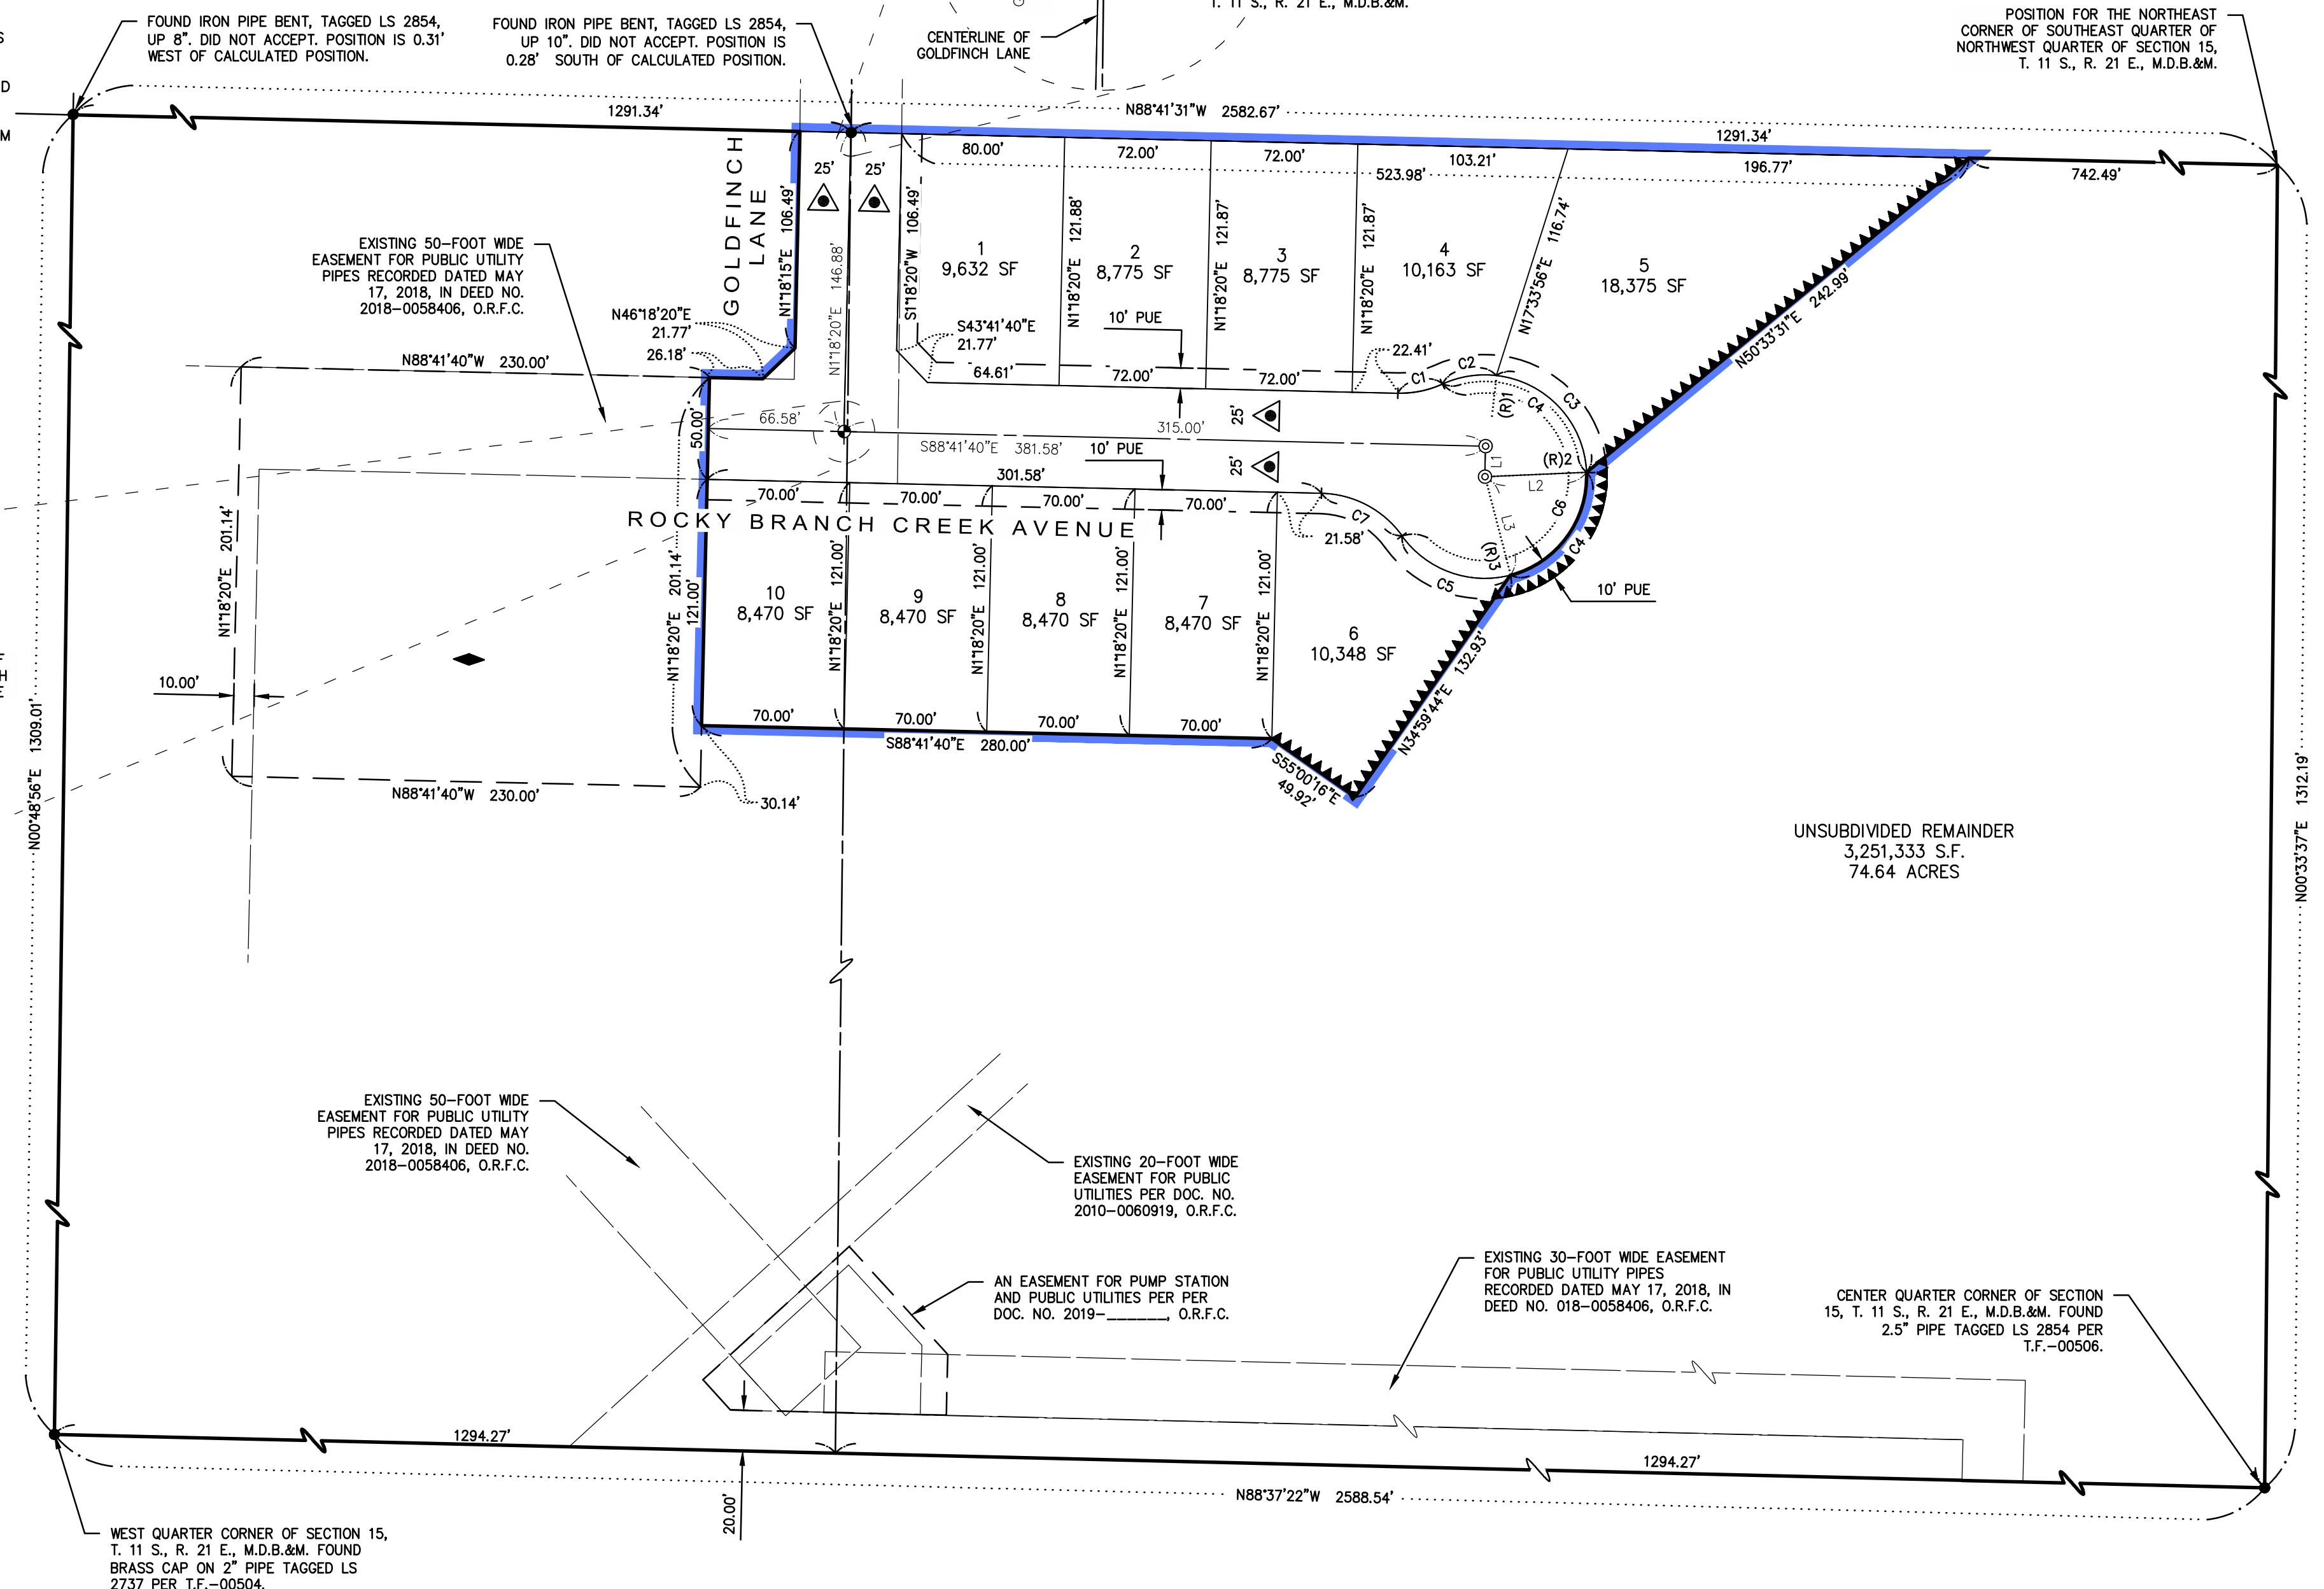 FOUND IRON PIPE BENT, TAGGED LS 2854,
UP 8". DID NOT ACCEPT. POSITION IS 0.31'
WEST OF CALCULATED POSITION.
FOUND IRON PIPE BENT, TAGGED LS 2854,
UP 10". DID NOT ACCEPT. POSITION IS
0.28' SOUTH OF CALCULATED POSITION.
CENTERLINE OF
GOLDFINCH LANE
T. 11 S., R. 21 E., M.D.B.&M.
POSITION FOR THE NORTHEAST
CORNER OF SOUTHEAST QUARTER OF
NORTHWEST QUARTER OF SECTION 15,
T. 11 S., R. 21 E., M.D.B.&M.
S
D
M
1291.34'
N88°41'31"W 2582.67'
1291.34'
742.49'
80.00'
72.00'
72.00'
103.21'
196.77'
523.98'
GOLDFINCH
LANE
25'
25'
N1°18'15"E 106.49'
N1°18'20"E 146.88'
S1°18'20"W 106.49'
1
9,632 SF
N1°18'20"E 121.88'
2
8,775 SF
N1°18'20"E 121.87'
3
8,775 SF
N1°18'20"E 121.87'
4
10,163 SF
N17°33'56"E 116.74'
5
18,375 SF
N50°33'31"E 242.99'
EXISTING 50-FOOT WIDE
EASEMENT FOR PUBLIC UTILITY
PIPES RECORDED DATED MAY
17, 2018, IN DEED NO.
2018-0058406, O.R.F.C.
N46°18'20"E
21.77'
26.18'
S43°41'40"E
21.77'
10' PUE
22.41'
N88°41'40"W 230.00'
64.61'
72.00'
72.00'
C1
C2
C3
C4
(R)1
50.00'
66.58'
315.00'
25'
S88°41'40"E 381.58'
10' PUE
25'
L1
(R)2
L2
301.58'
70.00'
70.00'
70.00'
70.00'
ROCKY BRANCH CREEK AVENUE
C7
21.58'
L3
C6
(R)3
C4
C5
10' PUE
N1°18'20"E 201.14'
N1°18'20"E 201.14'
121.00'
10
8,470 SF
N1°18'20"E 121.00'
9
8,470 SF
N1°18'20"E 121.00'
8
8,470 SF
N1°18'20"E 121.00'
7
8,470 SF
N1°18'20"E 121.00'
6
10,348 SF
N34°59'44"E 132.93'
F
H
E
10.00'
70.00'
70.00'
70.00'
70.00'
S88°41'40"E 280.00'
S55°00'16"E
49.92'
N88°41'40"W 230.00'
30.14'
N00°48'56"E 1309.01'
N00°33'37"E 1312.19'
UNSUBDIVIDED REMAINDER
3,251,333 S.F.
74.64 ACRES
EXISTING 50-FOOT WIDE
EASEMENT FOR PUBLIC UTILITY
PIPES RECORDED DATED MAY
17, 2018, IN DEED NO.
2018-0058406, O.R.F.C.
EXISTING 20-FOOT WIDE
EASEMENT FOR PUBLIC
UTILITIES PER DOC. NO.
2010-0060919, O.R.F.C.
AN EASEMENT FOR PUMP STATION
AND PUBLIC UTILITIES PER PER
DOC. NO. 2019-______, O.R.F.C.
EXISTING 30-FOOT WIDE EASEMENT
FOR PUBLIC UTILITY PIPES
RECORDED DATED MAY 17, 2018, IN
DEED NO. 018-0058406, O.R.F.C.
CENTER QUARTER CORNER OF SECTION
15, T. 11 S., R. 21 E., M.D.B.&M. FOUND
2.5" PIPE TAGGED LS 2854 PER
T.F.-00506.
1294.27'
1294.27'
N88°37'22"W 2588.54'
20.00'
WEST QUARTER CORNER OF SECTION 15,
T. 11 S., R. 21 E., M.D.B.&M. FOUND
BRASS CAP ON 2" PIPE TAGGED LS
2737 PER T.F.-00504.